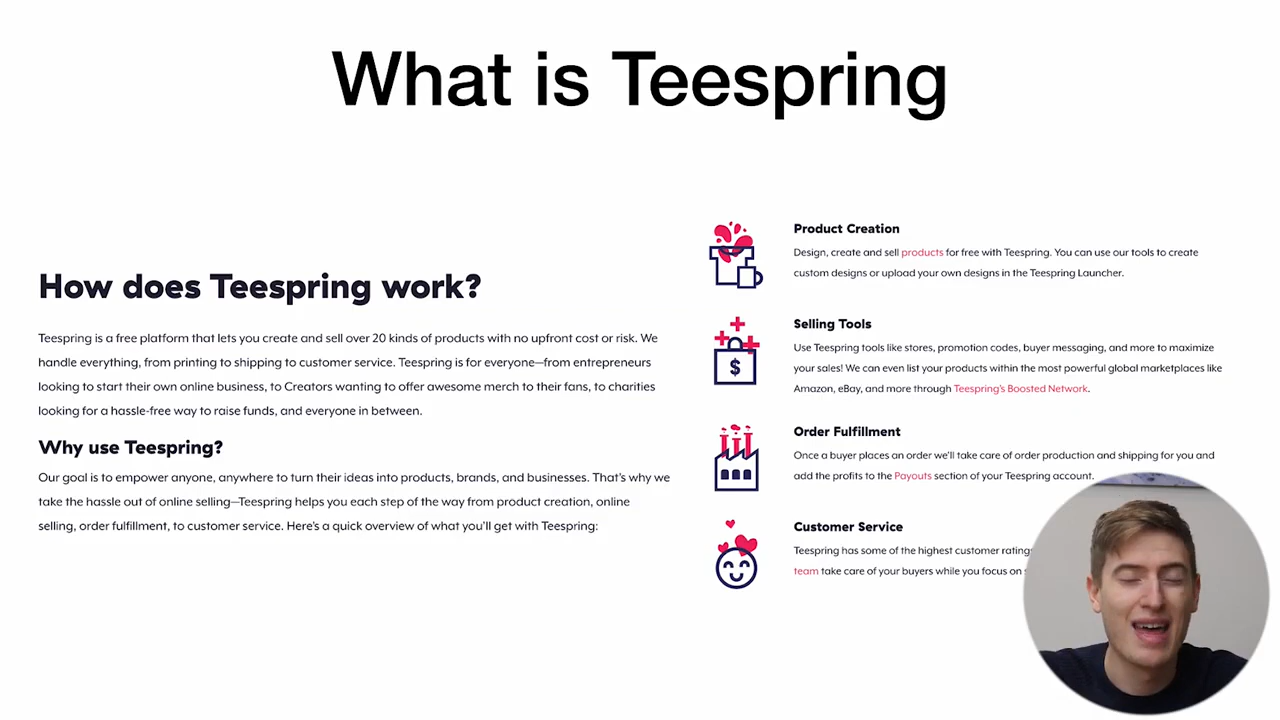 What is Teespring
How does Teespring work?
Teespring is a free platform that lets you create and sell over 20 kinds of products with no upfront cost or risk. We
handle everything, from printing to shipping to customer service. Teespring is for everyone—from entrepreneurs
looking to start their own online business, to Creators wanting to offer awesome merch to their fans, to charities
looking for a hassle-free way to raise funds, and everyone in between.
Why use Teespring?
Our goal is to empower anyone, anywhere to turn their ideas into products, brands, and businesses. That's why we
take the hassle out of online selling—Teespring helps you each step of the way from product creation, online
selling, order fulfillment, to customer service. Here's a quick overview of what you'll get with Teespring:
Product Creation
Design, create and sell products for free with Teespring. You can use our tools to create
custom designs or upload your own designs in the Teespring Launcher.
Selling Tools
Use Teespring tools like stores, promotion codes, buyer messaging, and more to maximize
your sales! We can even list your products within the most powerful global marketplaces like
Amazon, eBay, and more through Teespring's Boosted Network.
Order Fulfillment
Once a buyer places an order we'll take care of order production and shipping for you and
add the profits to the Payouts section of your Teespring account.
Customer Service
Teespring has some of the highest customer
team take care of your buyers while you focus on
$